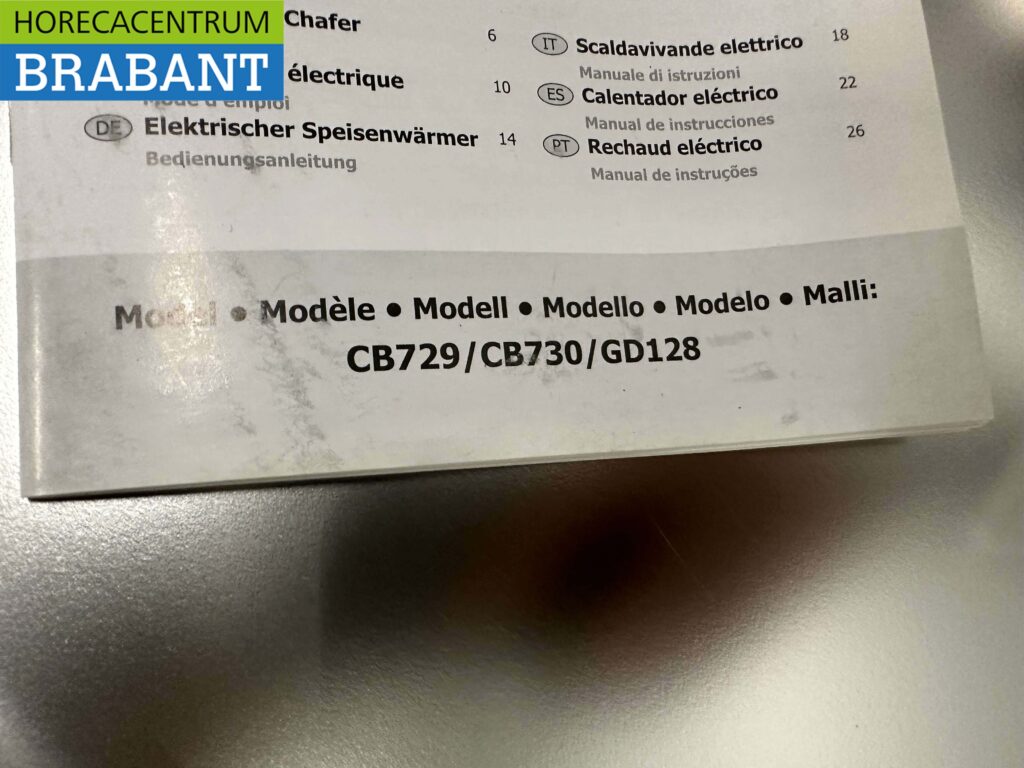 HORECACENTRUM
BRABANT
Chafer 6
électrique 10
Mode d'emploi
DE Elektrischer Speisenwärmer 14
Bedienungsanleitung
IT Scaldavivande elettrico 18
Manuale di istruzioni
ES Calentador eléctrico 22
Manual de instrucciones
PT Rechaud eléctrico 26
Manual de instruções
Model • Modèle • Modell • Modello • Modelo • Malli:
CB729/CB730/GD128